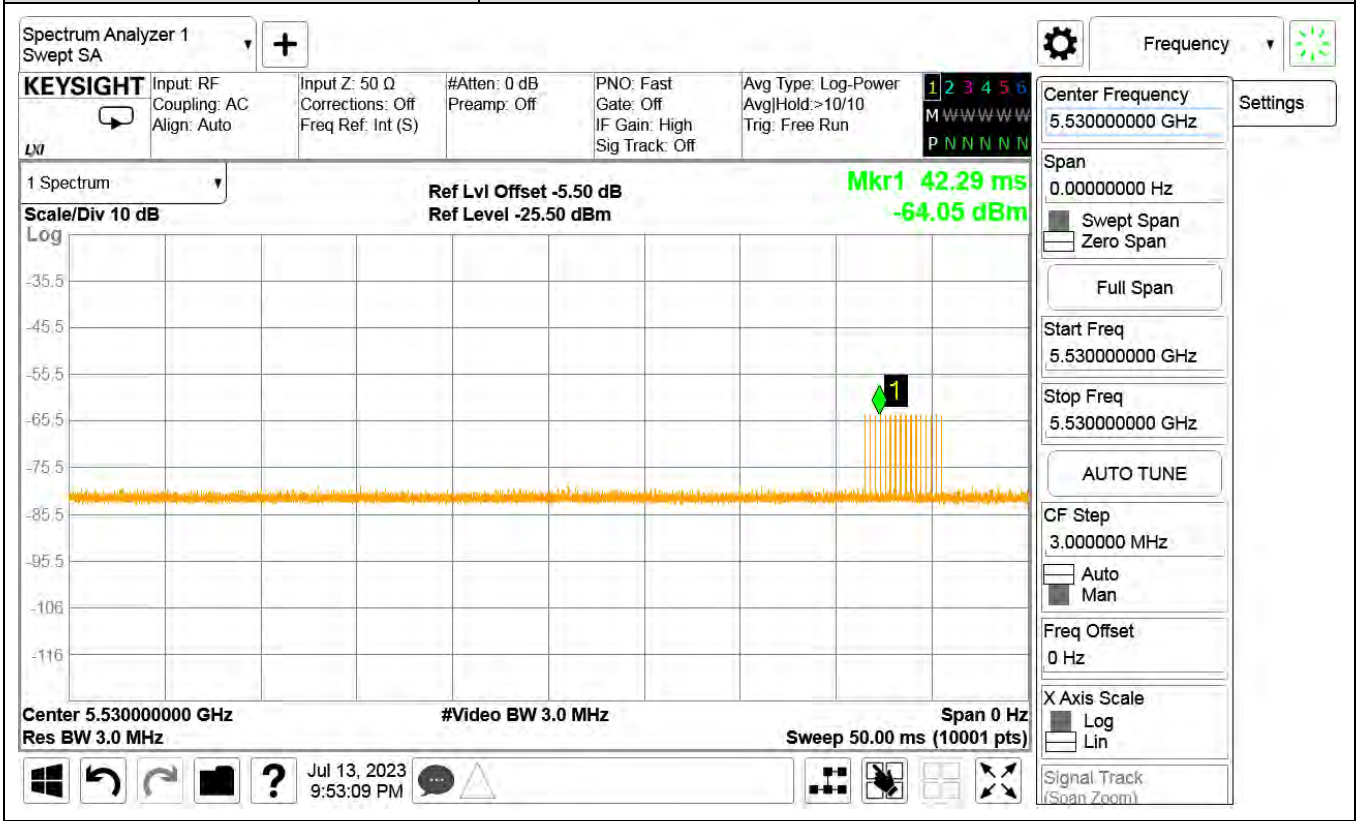 Spectrum Analyzer 1
Swept SA
+
Frequency
KEYSIGHT
LXI
Input: RF
Coupling: AC
Align: Auto
Input Z: 50 Ω
Corrections: Off
Freq Ref: Int (S)
#Atten: 0 dB
Preamp: Off
PNO: Fast
Gate: Off
IF Gain: High
Sig Track: Off
Avg Type: Log-Power
Avg|Hold:>10/10
Trig: Free Run
1 2 3 4 5 6
M W W W W W
P N N N N N
Center Frequency
5.530000000 GHz
Settings
Span
0.00000000 Hz
Swept Span
Zero Span
Full Span
Start Freq
5.530000000 GHz
Stop Freq
5.530000000 GHz
AUTO TUNE
CF Step
3.000000 MHz
Auto
Man
Freq Offset
0 Hz
X Axis Scale
Log
Lin
Signal Track
(Span Zoom)
1 Spectrum
Scale/Div 10 dB
Log
Ref Lvl Offset -5.50 dB
Ref Level -25.50 dBm
Mkr1 42.29 ms
-64.05 dBm
1
-35.5
-45.5
-55.5
-65.5
-75.5
-85.5
-95.5
-106
-116
Center 5.530000000 GHz
Res BW 3.0 MHz
#Video BW 3.0 MHz
Span 0 Hz
Sweep 50.00 ms (10001 pts)
?
Jul 13, 2023
9:53:09 PM